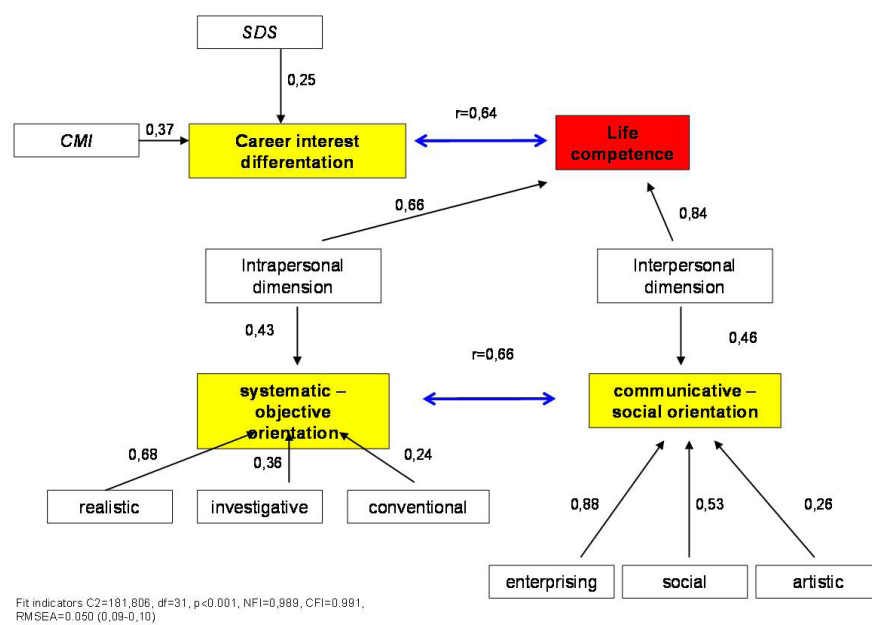 SDS
0,25
CMI
0,37
Career interest
differentation
r=0,64
Life
competence
0,66
0,84
Intrapersonal
dimension
Interpersonal
dimension
0,43
0,46
r=0,66
systematic –
objective
orientation
communicative –
social orientation
0,68
0,36
0,24
realistic
investigative
conventional
0,88
0,53
0,26
enterprising
social
artistic
Fit indicators C2=181,806, df=31, p<0.001, NFI=0,989, CFI=0.991,
RMSEA=0.050 (0,09-0,10)